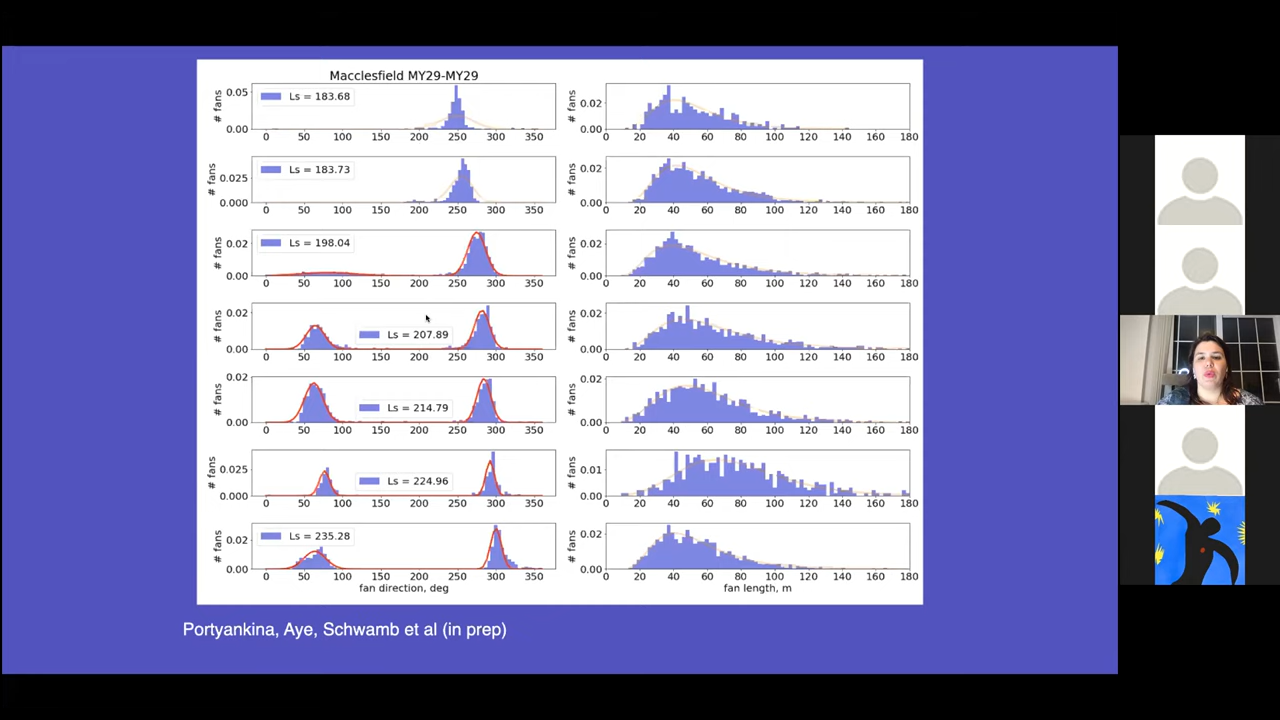 Macclesfield MY29-MY29
# fans
0.05
0.00
Ls = 183.68
0 50 100 150 200 250 300 350
# fans
0.02
0.00
0 20 40 60 80 100 120 140 160 180
# fans
0.025
0.000
Ls = 183.73
0 50 100 150 200 250 300 350
# fans
0.02
0.00
0 20 40 60 80 100 120 140 160 180
# fans
0.02
0.00
Ls = 198.04
0 50 100 150 200 250 300 350
# fans
0.02
0.00
0 20 40 60 80 100 120 140 160 180
# fans
0.02
0.00
Ls = 207.89
0 50 100 150 200 250 300 350
# fans
0.02
0.00
0 20 40 60 80 100 120 140 160 180
# fans
0.02
0.00
Ls = 214.79
0 50 100 150 200 250 300 350
# fans
0.02
0.00
0 20 40 60 80 100 120 140 160 180
# fans
0.025
0.000
Ls = 224.96
0 50 100 150 200 250 300 350
# fans
0.01
0.00
0 20 40 60 80 100 120 140 160 180
# fans
0.02
0.00
Ls = 235.28
0 50 100 150 200 250 300 350
fan direction, deg
# fans
0.02
0.00
0 20 40 60 80 100 120 140 160 180
fan length, m
Portyankina, Aye, Schwamb et al (in prep)